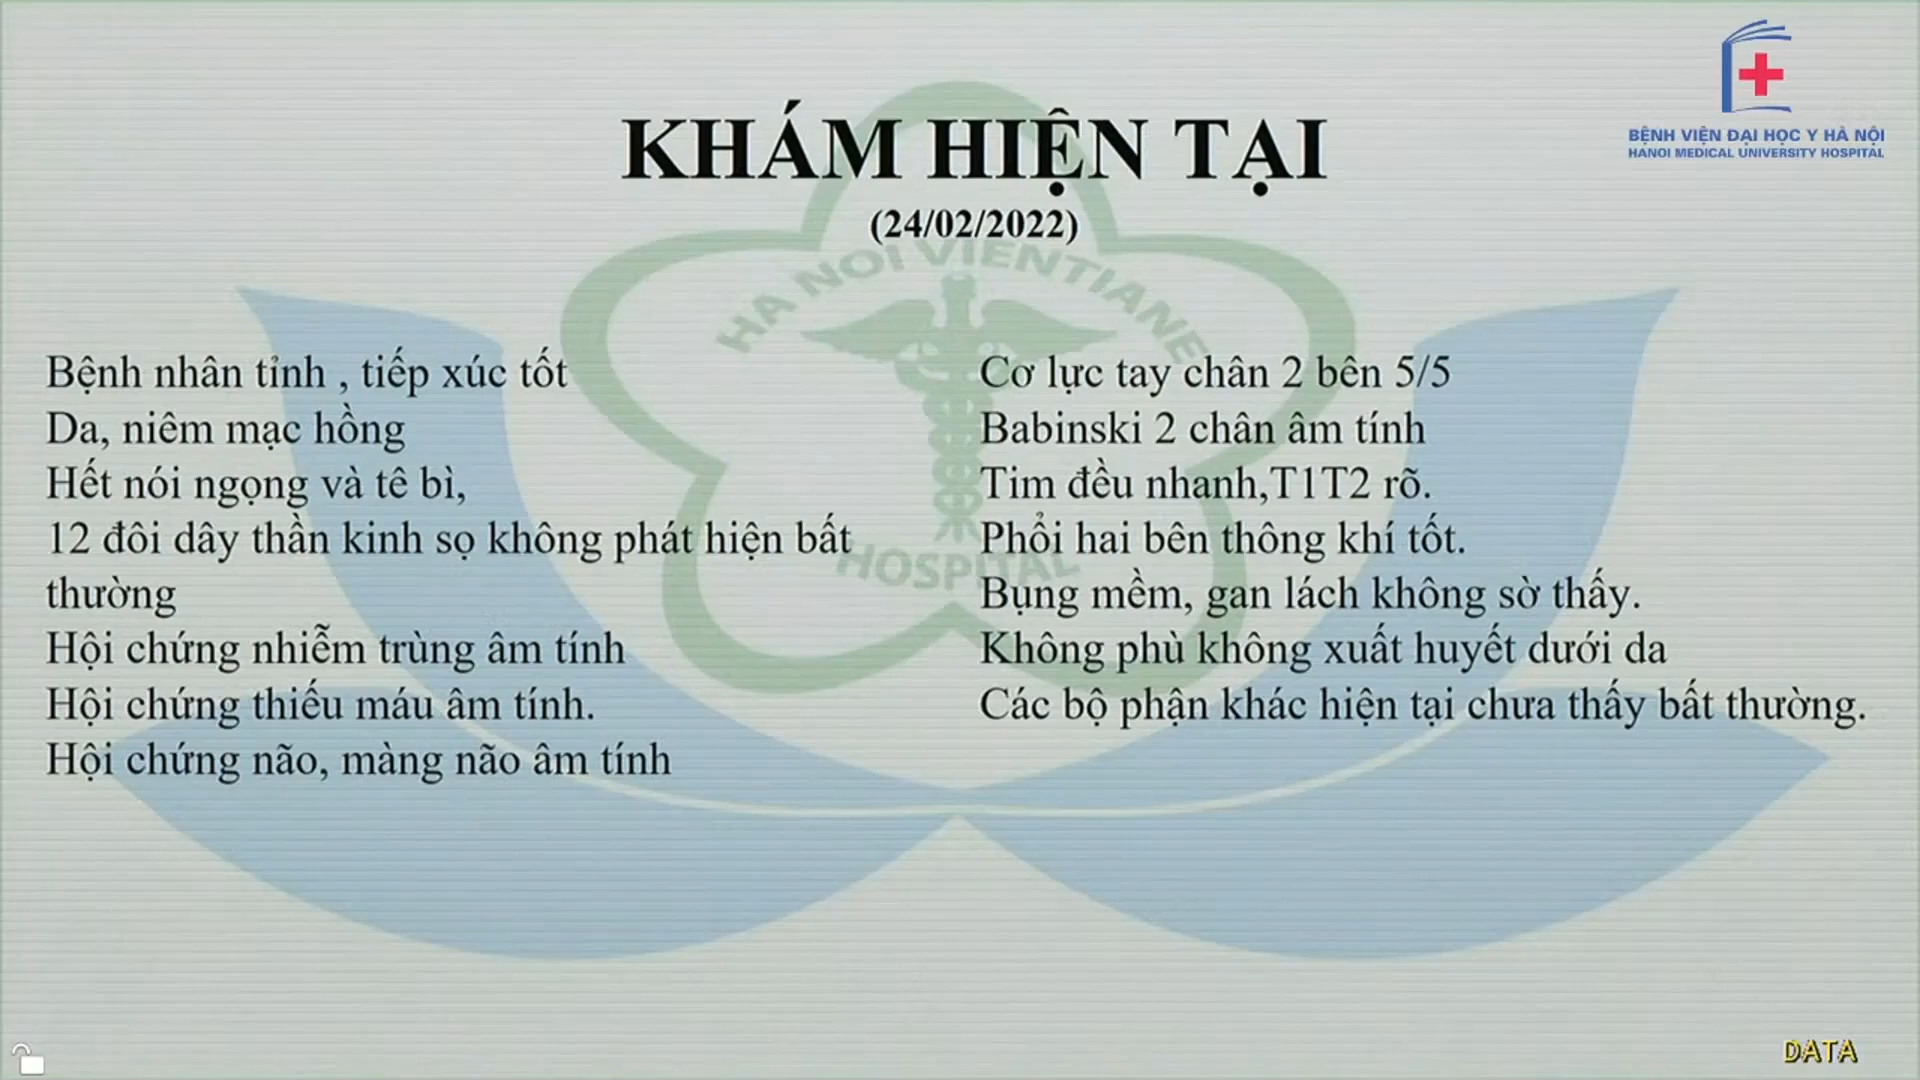 BỆNH VIỆN ĐẠI HỌC Y HÀ NỘI
HANOI MEDICAL UNIVERSITY HOSPITAL
KHÁM HIỆN TẠI
(24/02/2022)
HA NOI VIENTIANE
HOSPITAL
Bệnh nhân tỉnh , tiếp xúc tốt
Da, niêm mạc hồng
Hết nói ngọng và tê bì,
12 đôi dây thần kinh sọ không phát hiện bất
thường
Hội chứng nhiễm trùng âm tính
Hội chứng thiếu máu âm tính.
Hội chứng não, màng não âm tính
Cơ lực tay chân 2 bên 5/5
Babinski 2 chân âm tính
Tim đều nhanh,T1T2 rõ.
Phổi hai bên thông khí tốt.
Bụng mềm, gan lách không sờ thấy.
Không phù không xuất huyết dưới da
Các bộ phận khác hiện tại chưa thấy bất thường.
DATA